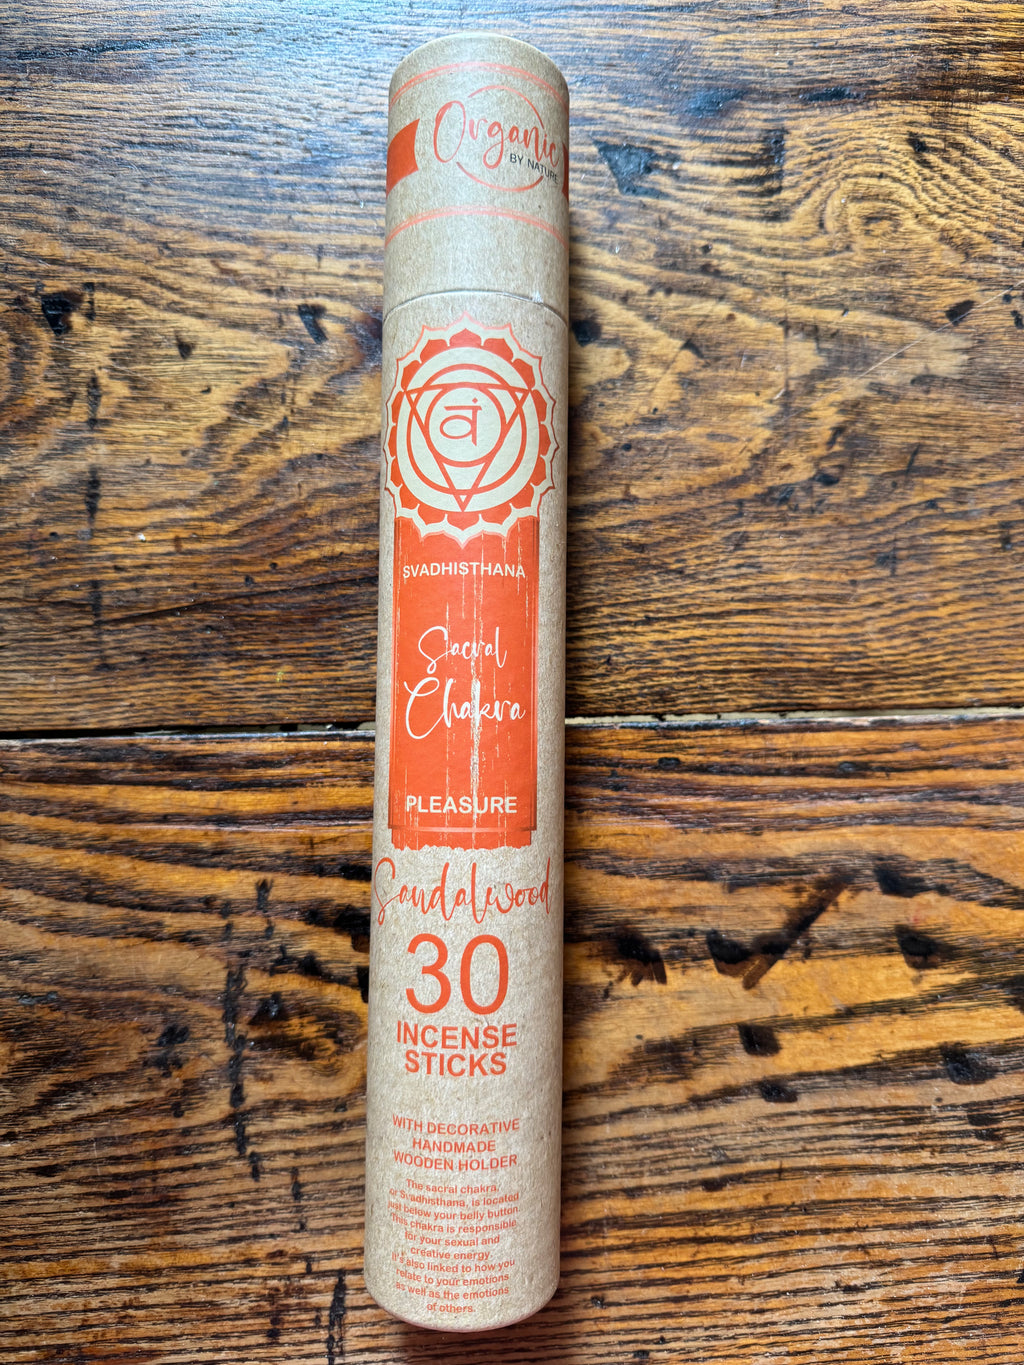 Organic
BY NATURE
वं
SVADHISTHANA
Sacral
Chakra
PLEASURE
Sandalwood
30
INCENSE
STICKS
WITH DECORATIVE
HANDMADE
WOODEN HOLDER
The sacral chakra,
or Svadhisthana, is located
just below your belly button.
This chakra is responsible
for your sexual and
creative energy.
It's also linked to how you
relate to your emotions
as well as the emotions
of others.